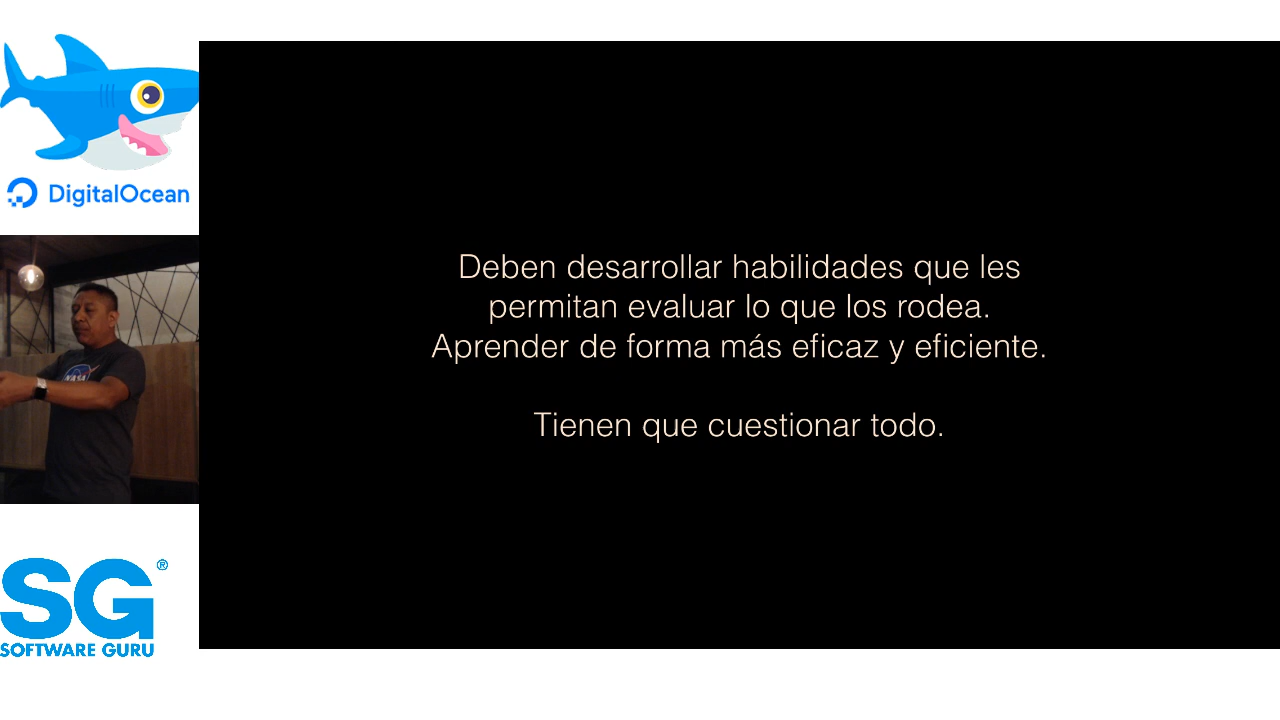 DigitalOcean
NASA
SG®
SOFTWARE GURU
Deben desarrollar habilidades que les
permitan evaluar lo que los rodea.
Aprender de forma más eficaz y eficiente.
Tienen que cuestionar todo.